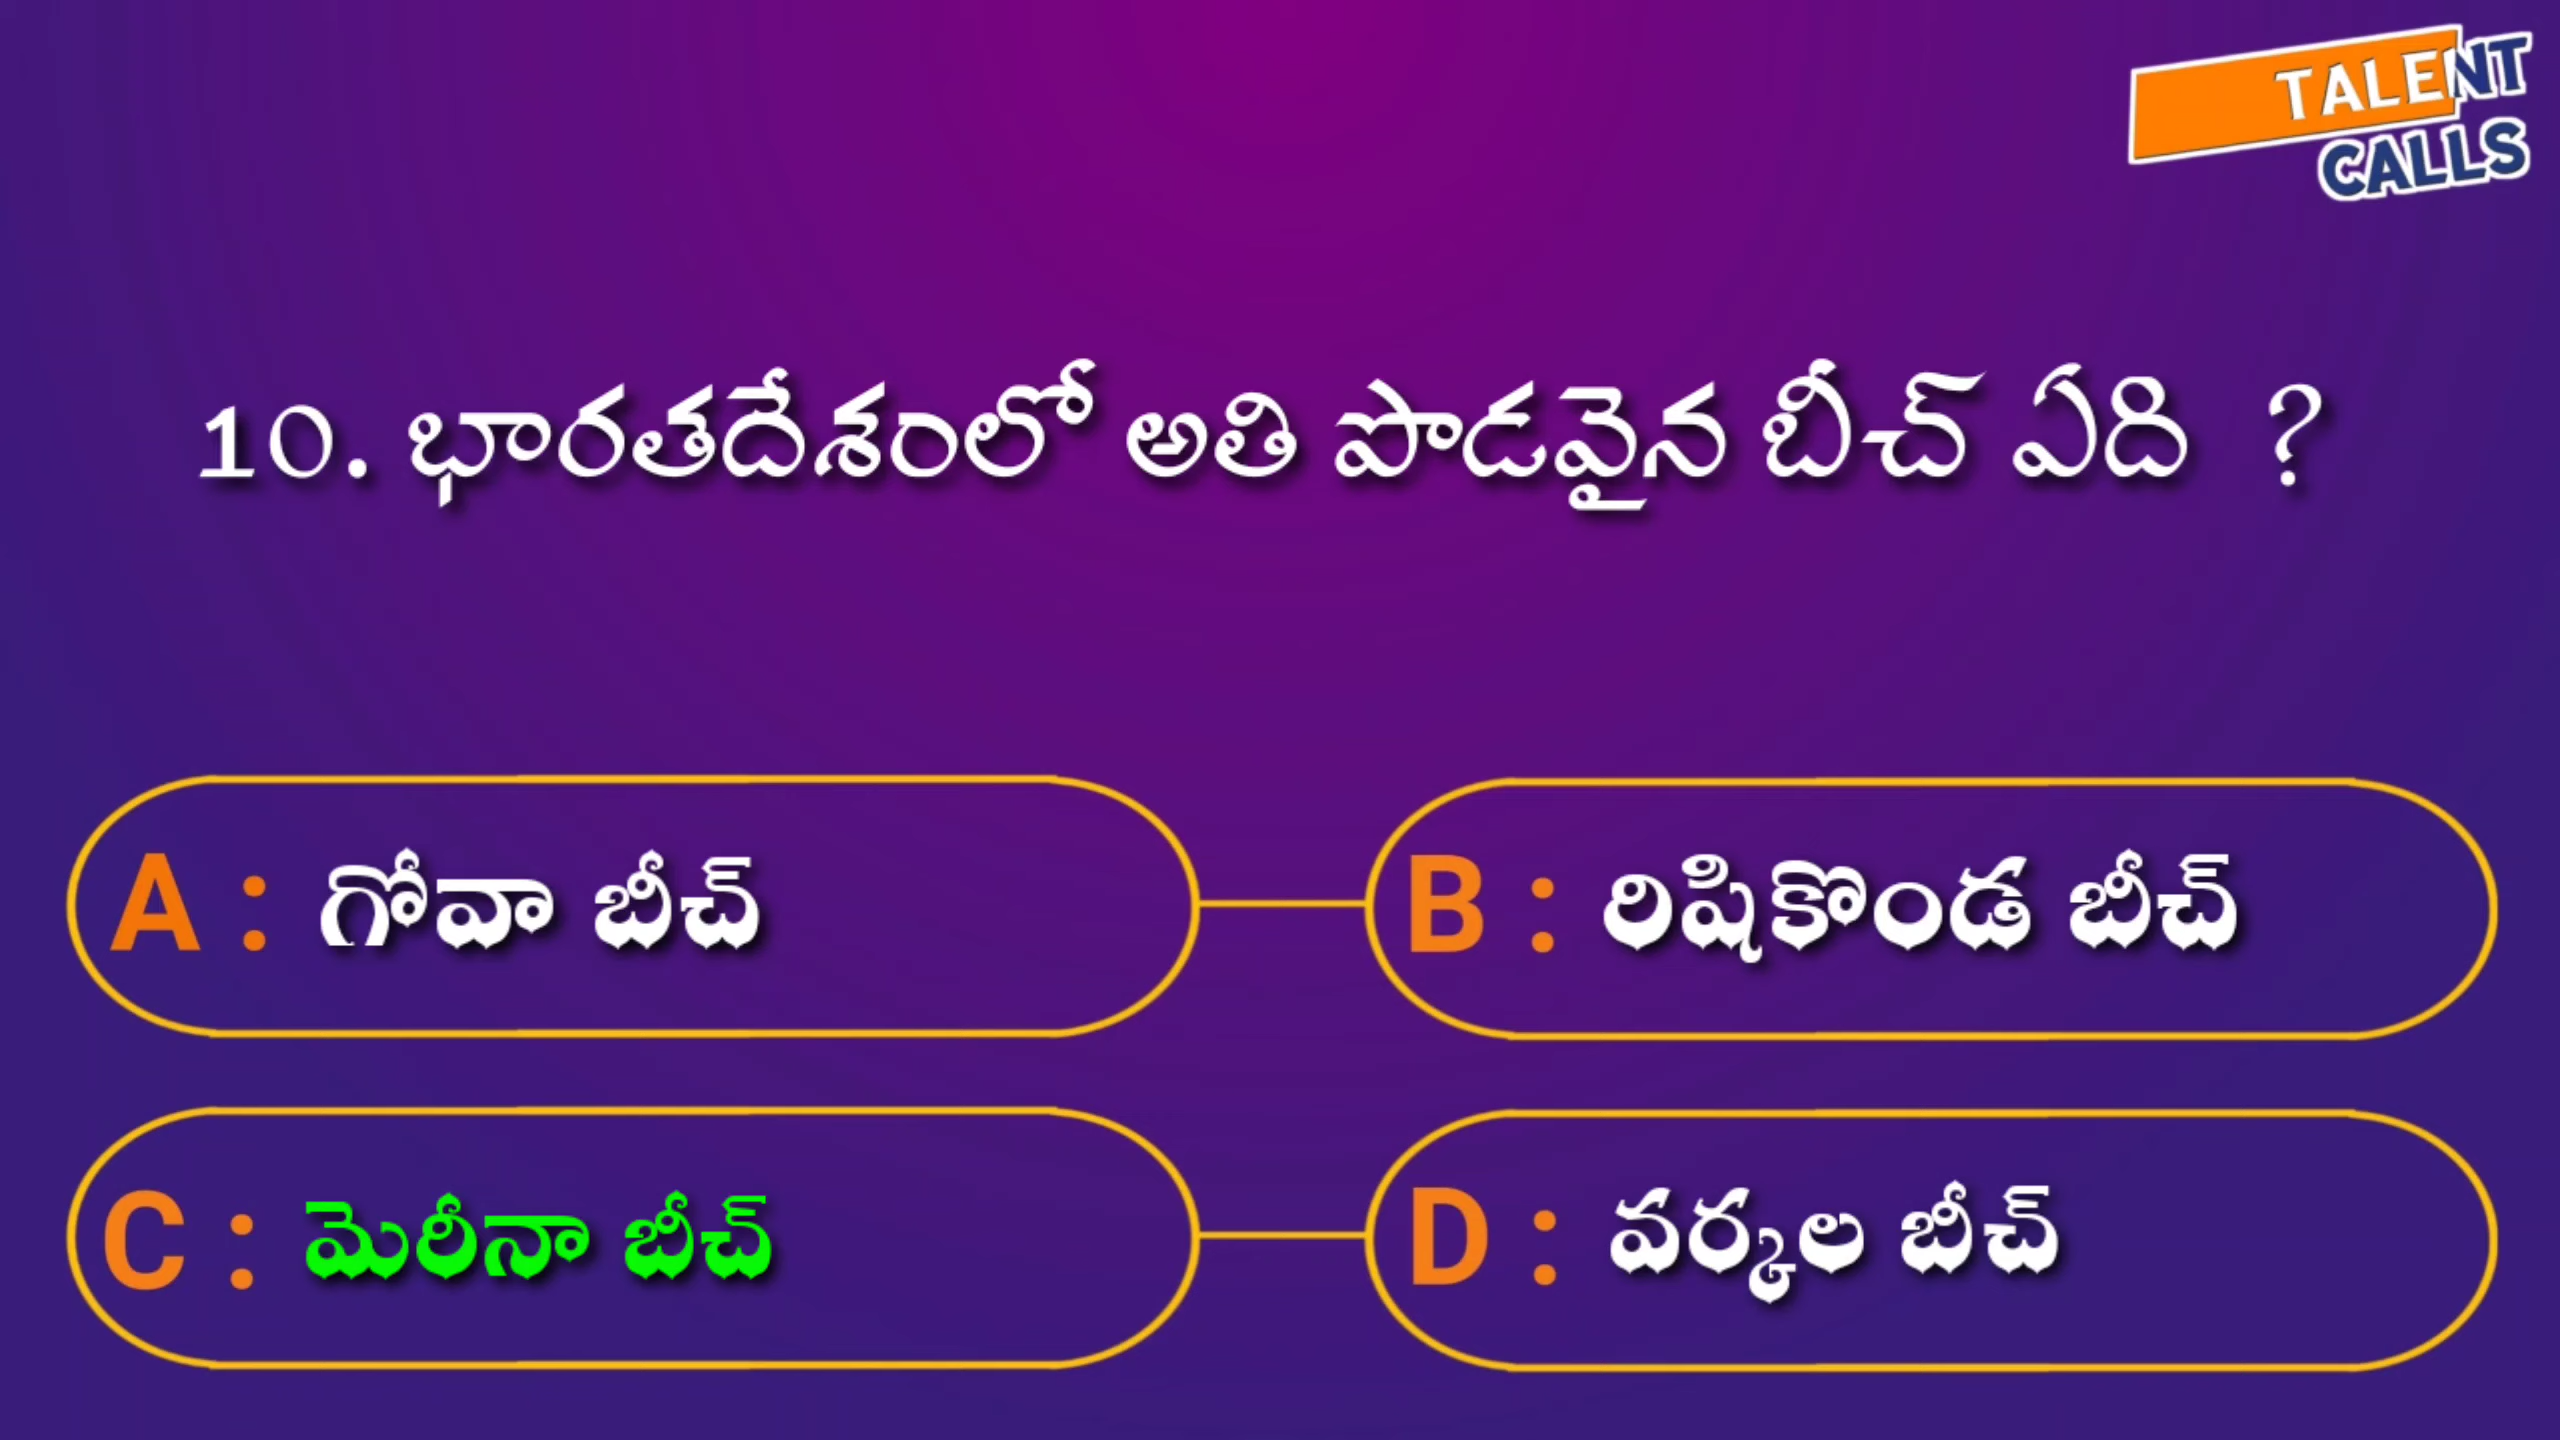 TALENT
CALLS
10. భారతదేశంలో అతి పొడవైన బీచ్ ఏది ?
A : గోవా బీచ్
B : రిషికొండ బీచ్
C : మెరీనా బీచ్
D : వర్కల బీచ్